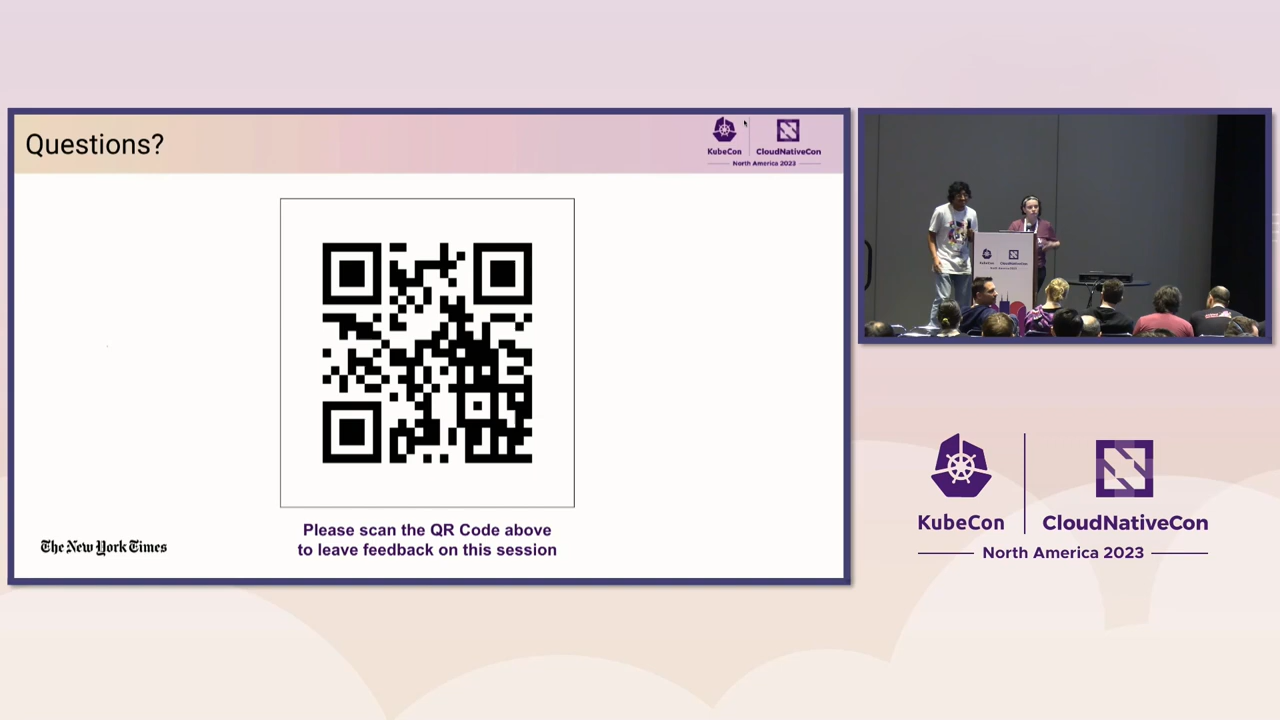 Questions?
KubeCon
CloudNativeCon
North America 2023
Please scan the QR Code above
to leave feedback on this session
The New York Times
KubeCon
CloudNativeCon
North America 2023